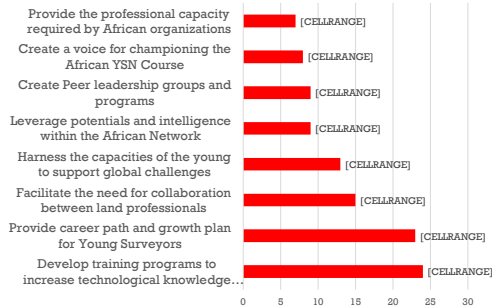 Provide the professional capacity
required by African organizations
[CELLRANGE]
Create a voice for championing the
African YSN Course
[CELLRANGE]
Create Peer leadership groups and
programs
[CELLRANGE]
Leverage potentials and intelligence
within the African Network
[CELLRANGE]
Harness the capacities of the young
to support global challenges
[CELLRANGE]
Facilitate the need for collaboration
between land professionals
[CELLRANGE]
Provide career path and growth plan
for Young Surveyors
[CELLRANGE]
Develop training programs to
increase technological knowledge…
[CELLRANGE]
0 5 10 15 20 25 30